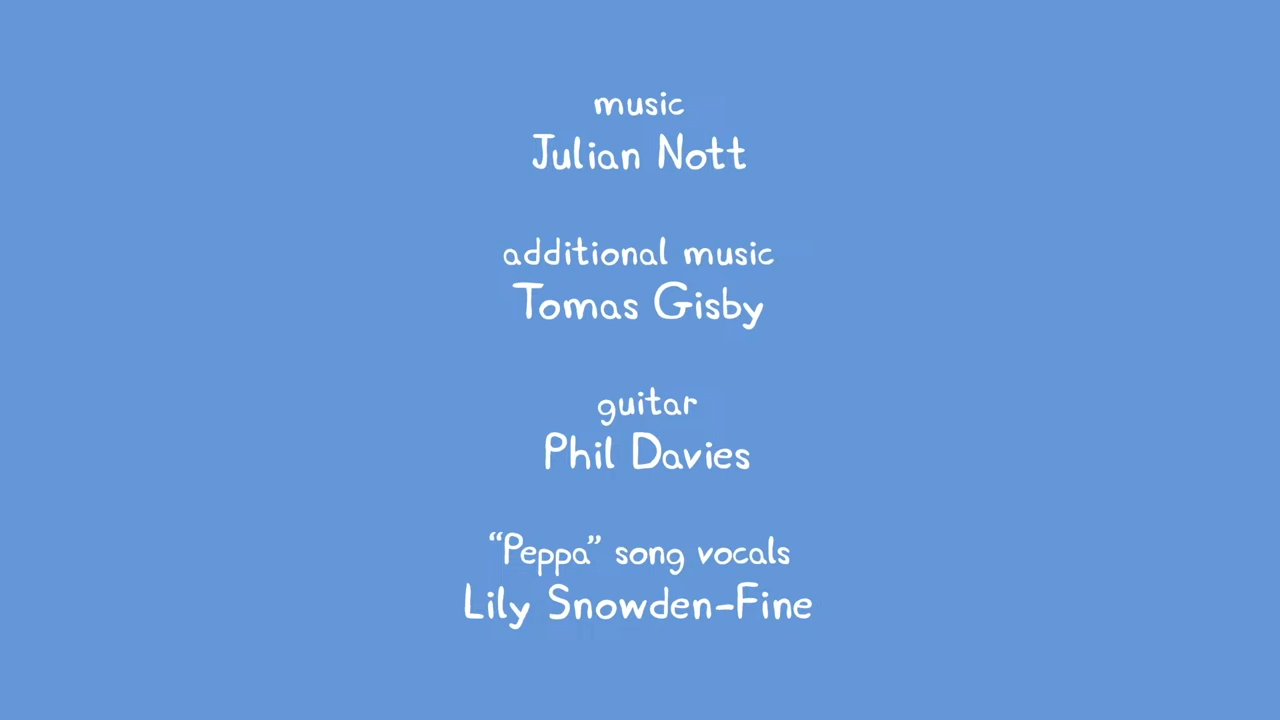 music
Julian Nott
additional music
Tomas Gisby
guitar
Phil Davies
“Peppa” song vocals
Lily Snowden-Fine